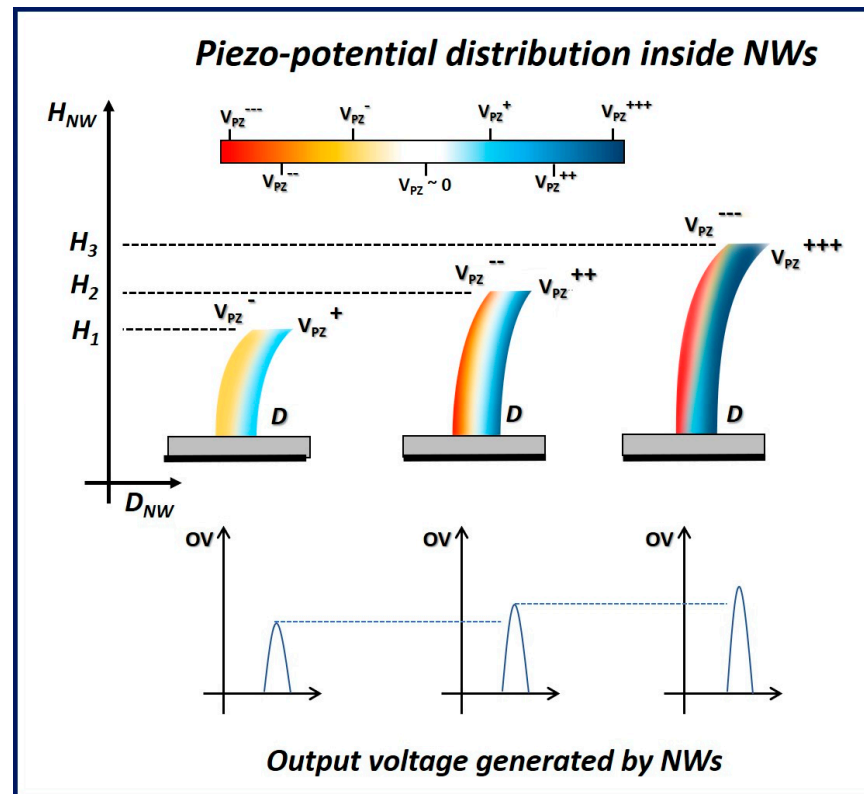 Piezo-potential distribution inside NWs
H_NW
V_PZ^---
V_PZ^-
V_PZ^+
V_PZ^+++
V_PZ^--
V_PZ ~ 0
V_PZ^++
H_3
V_PZ^---
V_PZ^+++
H_2
V_PZ^--
V_PZ^++
H_1
V_PZ^-
V_PZ^+
D
D
D
D_NW
OV
OV
OV
Output voltage generated by NWs